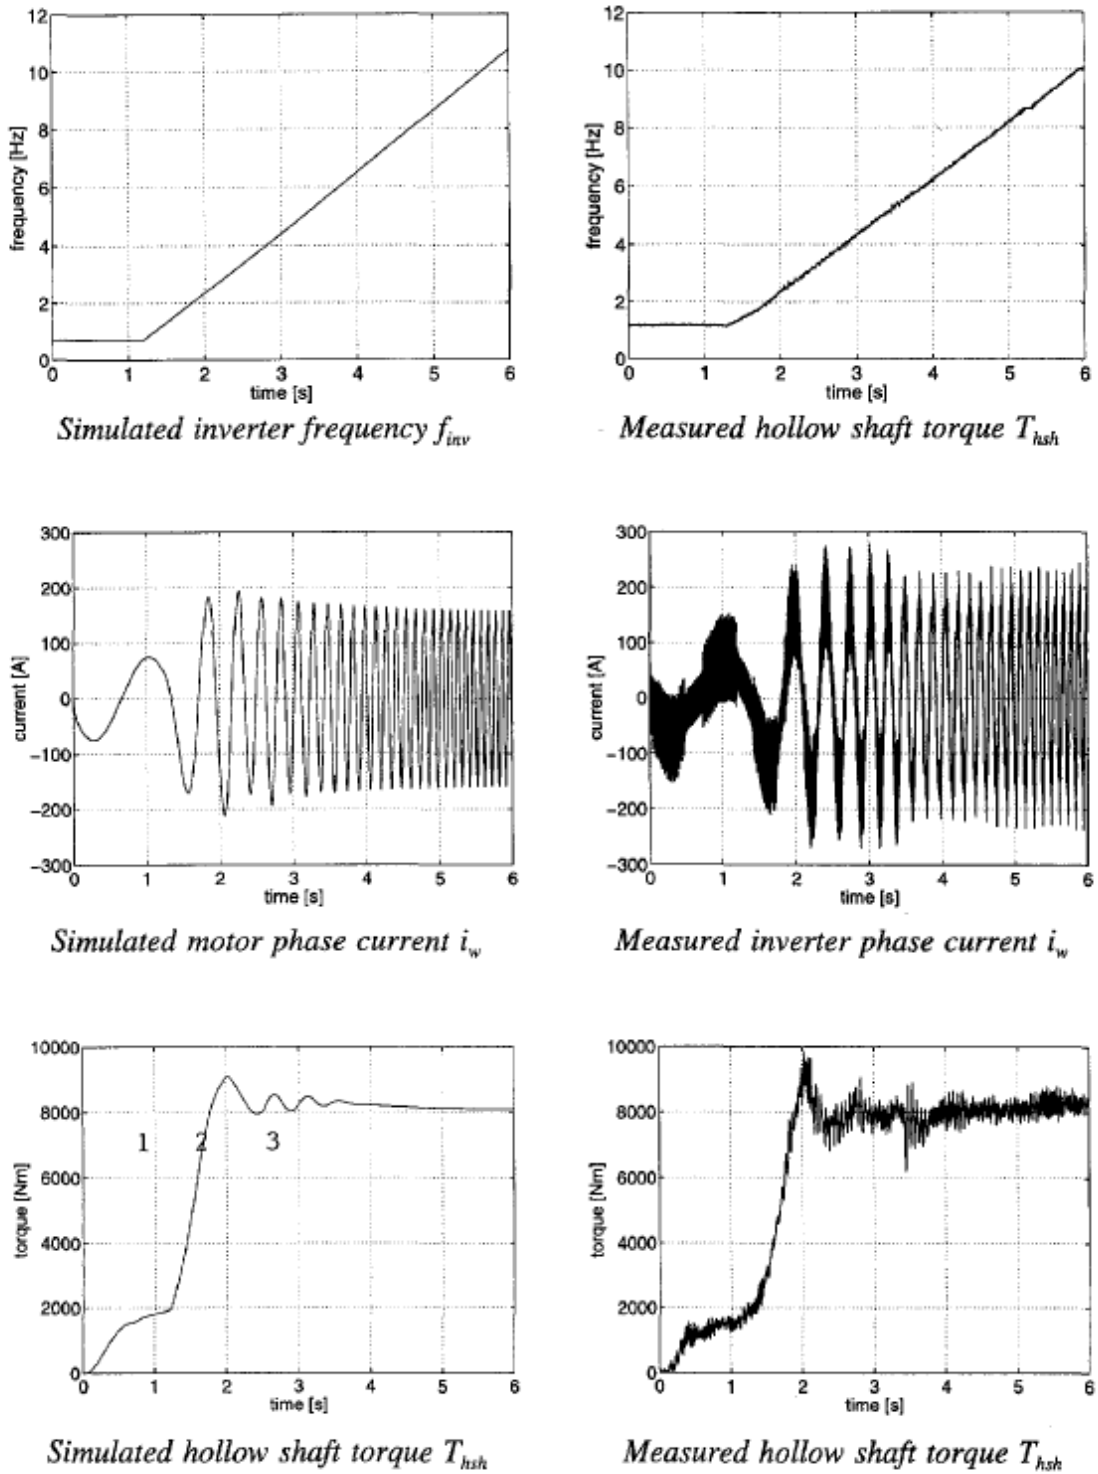 12
10
8
6
4
2
0
frequency [Hz]
0 1 2 3 4 5 6
time [s]
Simulated inverter frequency f_inv
12
10
8
6
4
2
0
frequency [Hz]
0 1 2 3 4 5 6
time [s]
Measured hollow shaft torque T_hsh
300
200
100
0
-100
-200
-300
current [A]
0 1 2 3 4 5 6
time [s]
Simulated motor phase current i_w
300
200
100
0
-100
-200
-300
current [A]
0 1 2 3 4 5 6
time [s]
Measured inverter phase current i_w
10000
8000
6000
4000
2000
0
torque [Nm]
1 2 3
0 1 2 3 4 5 6
time [s]
Simulated hollow shaft torque T_hsh
10000
8000
6000
4000
2000
0
torque [Nm]
0 1 2 3 4 5 6
time [s]
Measured hollow shaft torque T_hsh